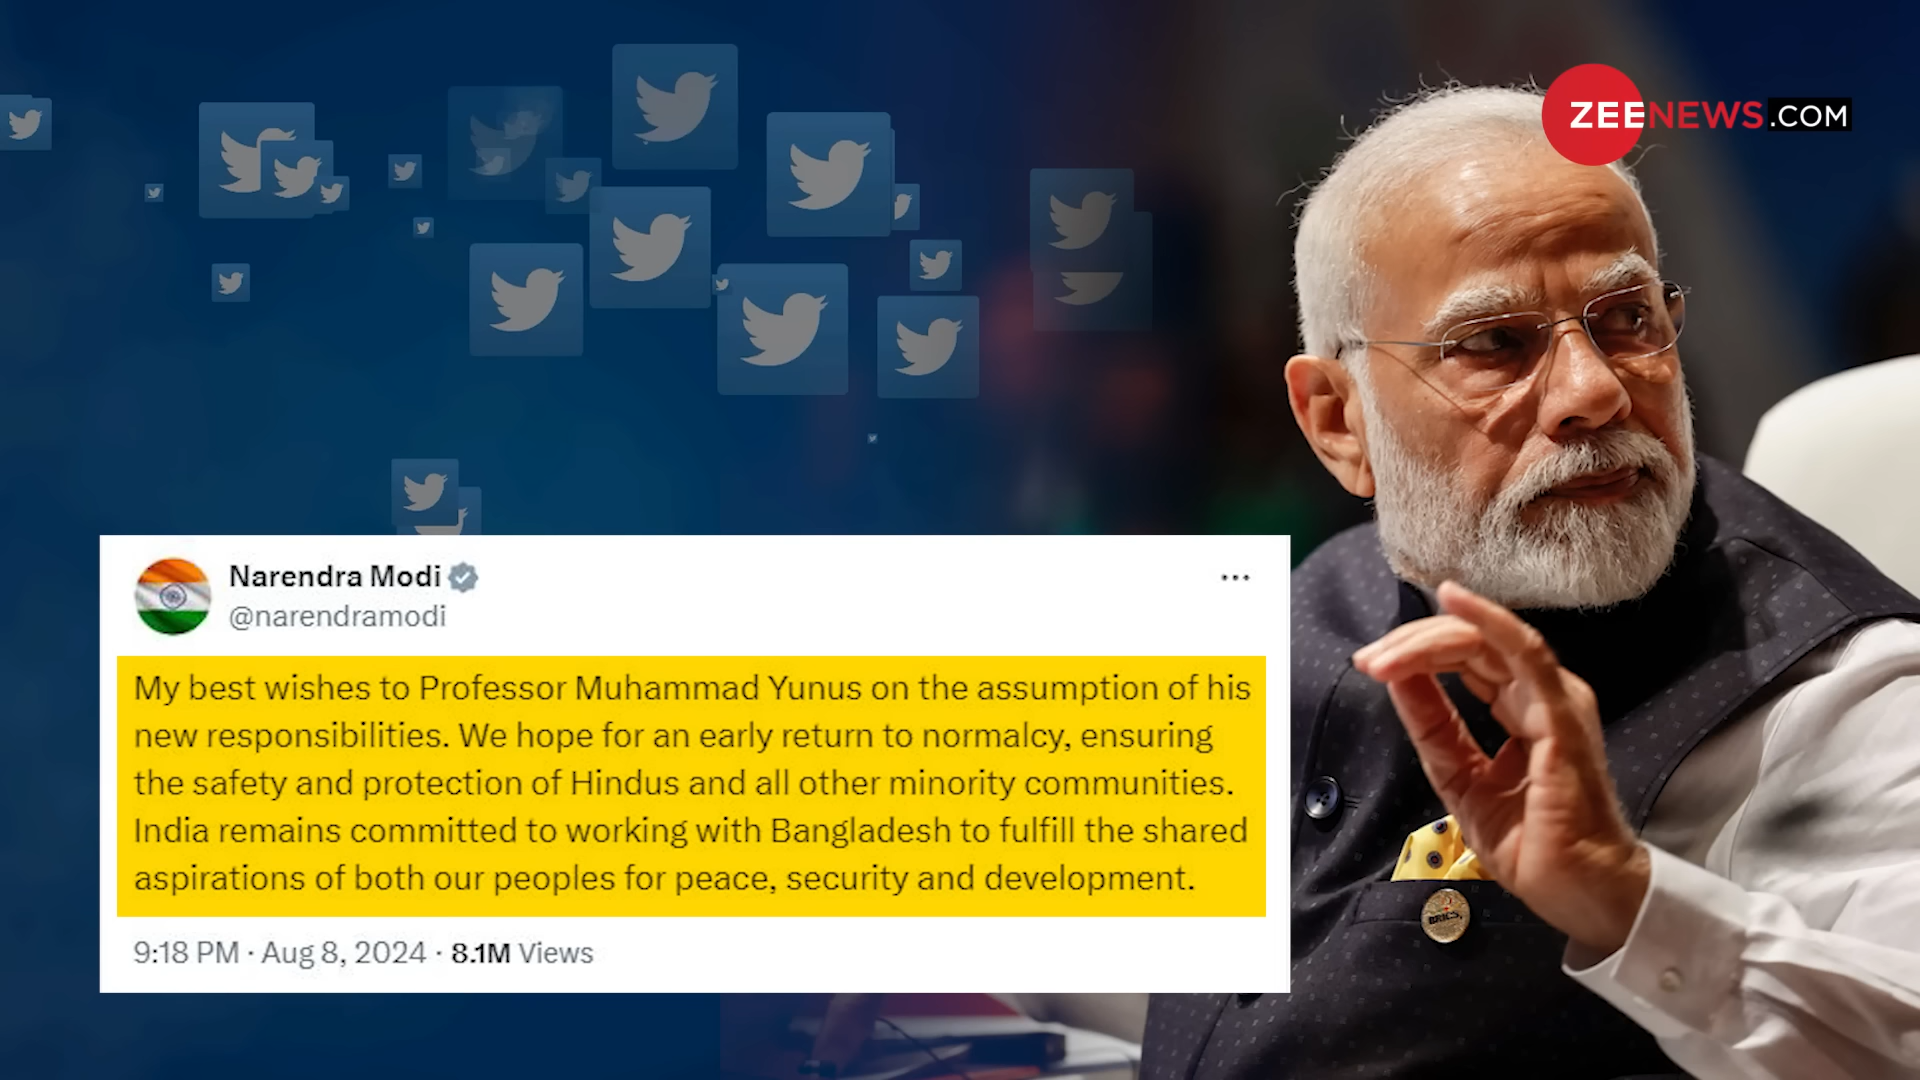 ZEENEWS.COM
Narendra Modi
@narendramodi
My best wishes to Professor Muhammad Yunus on the assumption of his
new responsibilities. We hope for an early return to normalcy, ensuring
the safety and protection of Hindus and all other minority communities.
India remains committed to working with Bangladesh to fulfill the shared
aspirations of both our peoples for peace, security and development.
9:18 PM · Aug 8, 2024 · 8.1M Views
BRICS